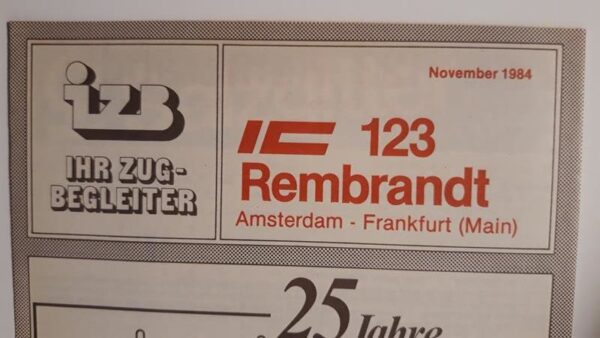 izb
IHR ZUG-
BEGLEITER
November 1984
IC 123
Rembrandt
Amsterdam - Frankfurt (Main)
25 Jahre